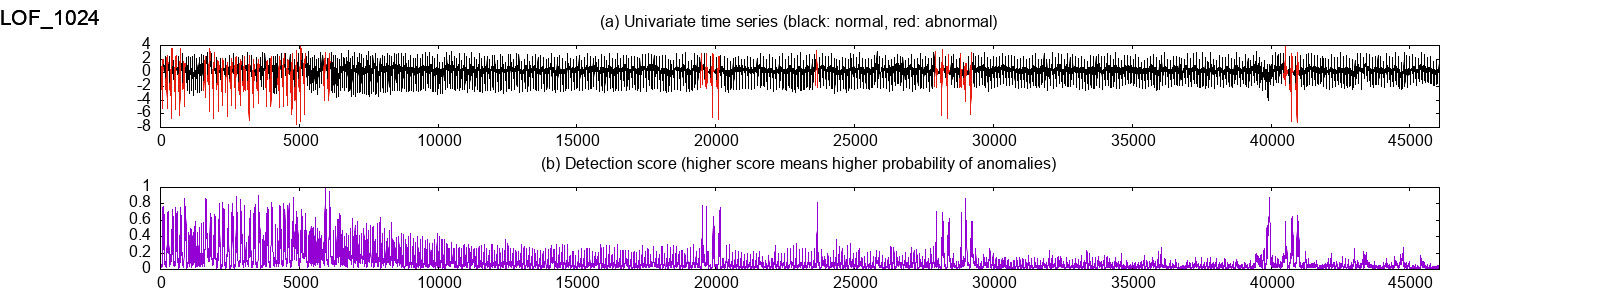 LOF_1024
(a) Univariate time series (black: normal, red: abnormal)
4
2
0
-2
-4
-6
-8
0 5000 10000 15000 20000 25000 30000 35000 40000 45000
(b) Detection score (higher score means higher probability of anomalies)
1
0.8
0.6
0.4
0.2
0
0 5000 10000 15000 20000 25000 30000 35000 40000 45000